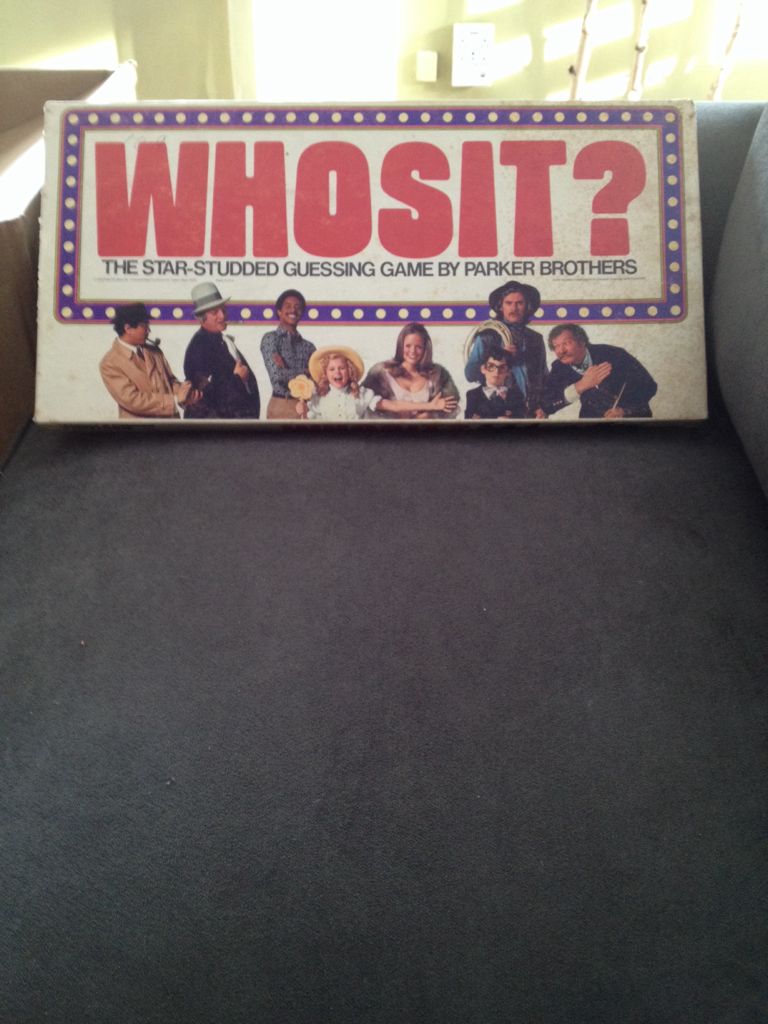 WHOSIT?
THE STAR-STUDDED GUESSING GAME BY PARKER BROTHERS